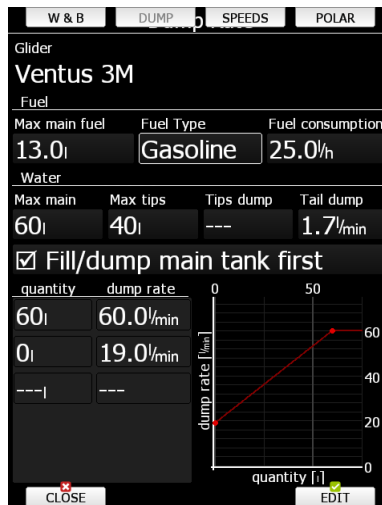 W & B DUMP SPEEDS POLAR
Glider
Ventus 3M
Fuel
Max main fuel Fuel Type Fuel consumption
13.0l Gasoline 25.0l/h
Water
Max main Max tips Tips dump Tail dump
60l 40l --- 1.7l/min
☑ Fill/dump main tank first
quantity dump rate 0 50
60l 60.0l/min
60
0l 19.0l/min
40
---l ---
dump rate [l/min]
20
0
quantity [l]
CLOSE EDIT